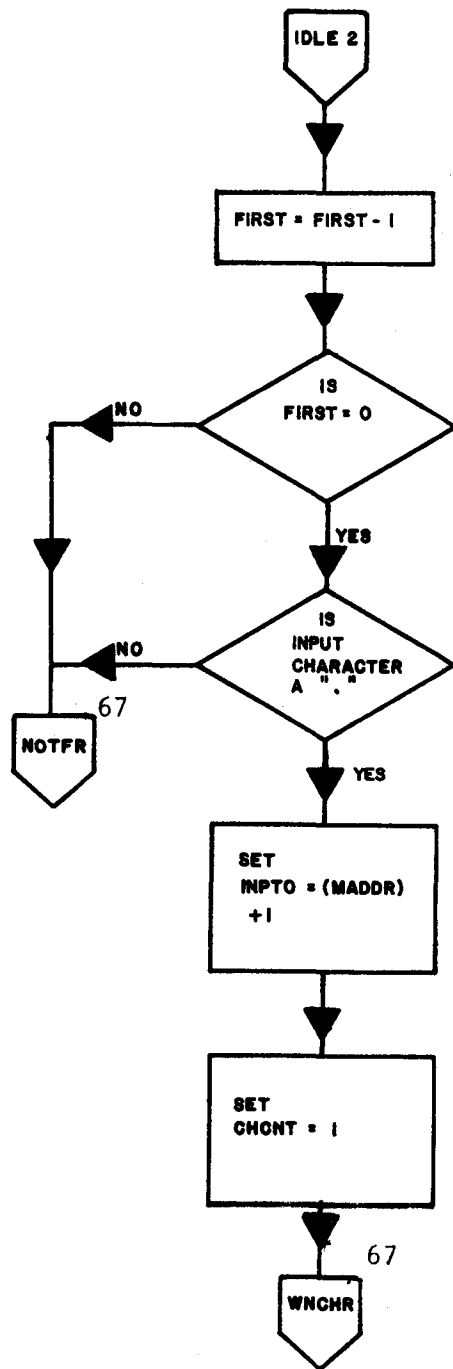 IDLE 2
FIRST = FIRST - 1
IS
FIRST = 0
NO
YES
IS
INPUT
CHARACTER
A "."
NO
67
NOTFR
YES
SET
INPTO = (MADDR)
+1
SET
CHCNT = 1
67
WNCHR